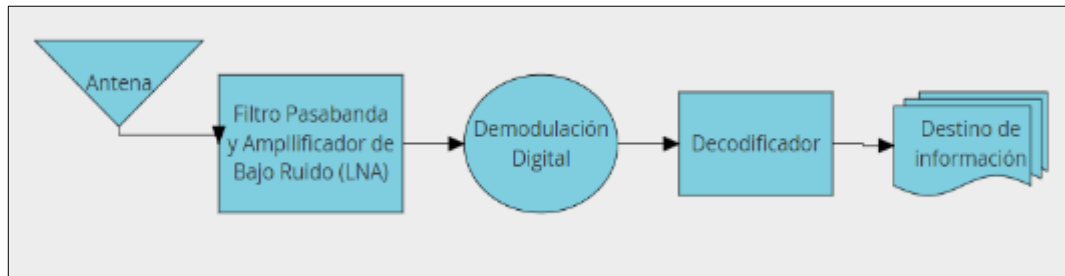 Antena
Filtro Pasabanda
y Amplificador de
Bajo Ruido (LNA)
Demodulación
Digital
Decodificador
Destino de
información